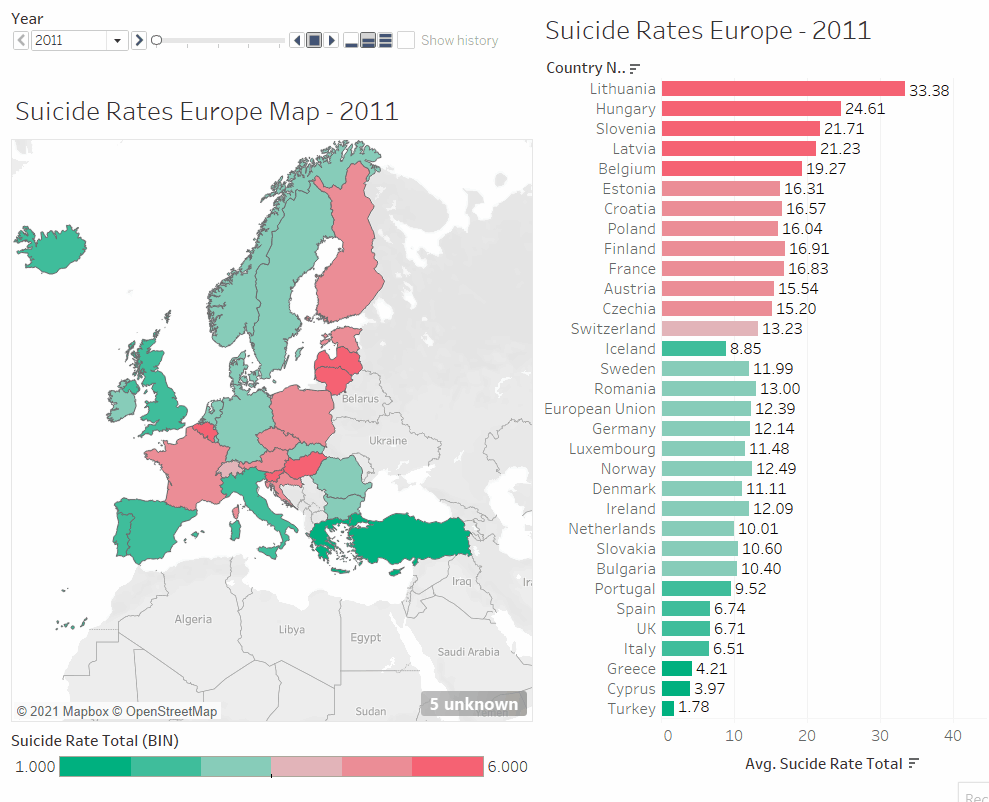 Year
2011
Show history
Suicide Rates Europe Map - 2011
Belarus
Ukraine
Algeria
Libya
Egypt
Iraq
Saudi Arabia
Sudan
5 unknown
© 2021 Mapbox © OpenStreetMap
Suicide Rate Total (BIN)
1.000 6.000
Suicide Rates Europe - 2011
Country N..
Lithuania 33.38
Hungary 24.61
Slovenia 21.71
Latvia 21.23
Belgium 19.27
Estonia 16.31
Croatia 16.57
Poland 16.04
Finland 16.91
France 16.83
Austria 15.54
Czechia 15.20
Switzerland 13.23
Iceland 8.85
Sweden 11.99
Romania 13.00
European Union 12.39
Germany 12.14
Luxembourg 11.48
Norway 12.49
Denmark 11.11
Ireland 12.09
Netherlands 10.01
Slovakia 10.60
Bulgaria 10.40
Portugal 9.52
Spain 6.74
UK 6.71
Italy 6.51
Greece 4.21
Cyprus 3.97
Turkey 1.78
0 10 20 30 40
Avg. Sucide Rate Total